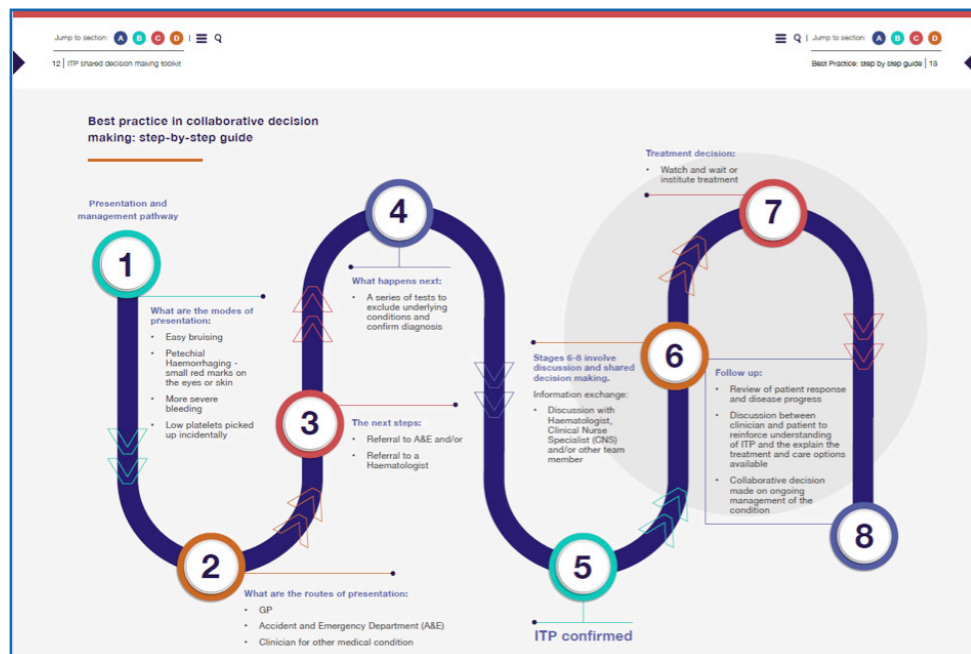 Jump to section: A B C D
12 | ITP shared decision making toolkit
Jump to section: A B C D
Best Practice: step by step guide | 13
Best practice in collaborative decision
making: step-by-step guide
Presentation and
management pathway
1
What are the modes of
presentation:
• Easy bruising
• Petechial
Haemorrhaging -
small red marks on
the eyes or skin
• More severe
bleeding
• Low platelets picked
up incidentally
2
What are the routes of presentation:
• GP
• Accident and Emergency Department (A&E)
• Clinician for other medical condition
3
The next steps:
• Referral to A&E and/or
• Referral to a
Haematologist
4
What happens next:
• A series of tests to
exclude underlying
conditions and
confirm diagnosis
5
ITP confirmed
Stages 6-8 involve
discussion and shared
decision making.
Information exchange:
• Discussion with
Haematologist,
Clinical Nurse
Specialist (CNS)
and/or other team
member
6
Treatment decision:
• Watch and wait or
institute treatment
7
Follow up:
• Review of patient response
and disease progress
• Discussion between
clinician and patient to
reinforce understanding
of ITP and the explain the
treatment and care options
available
• Collaborative decision
made on ongoing
management of the
condition
8